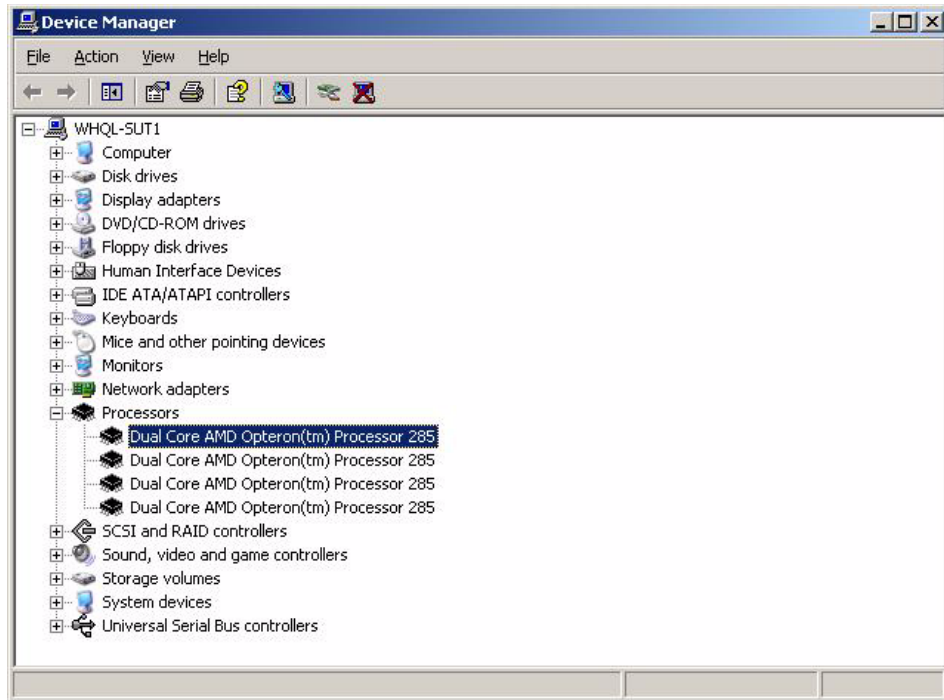 Device Manager
File Action View Help
WHQL-SUT1
Computer
Disk drives
Display adapters
DVD/CD-ROM drives
Floppy disk drives
Human Interface Devices
IDE ATA/ATAPI controllers
Keyboards
Mice and other pointing devices
Monitors
Network adapters
Processors
Dual Core AMD Opteron(tm) Processor 285
Dual Core AMD Opteron(tm) Processor 285
Dual Core AMD Opteron(tm) Processor 285
Dual Core AMD Opteron(tm) Processor 285
SCSI and RAID controllers
Sound, video and game controllers
Storage volumes
System devices
Universal Serial Bus controllers